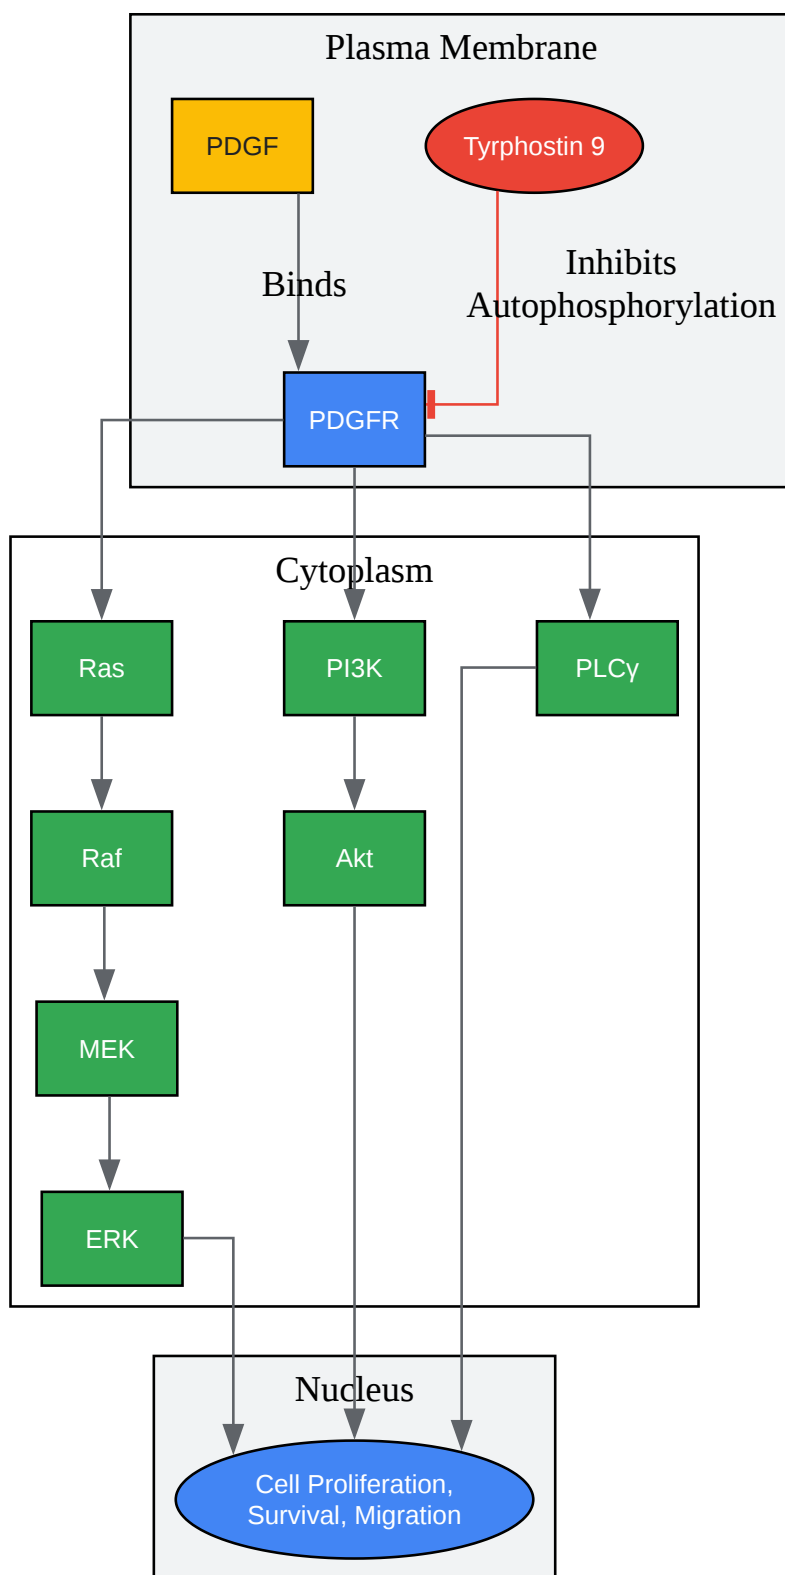 Plasma Membrane
PDGF
Tyrphostin 9
Binds
Inhibits
Autophosphorylation
PDGFR
Cytoplasm
Ras
PI3K
PLCγ
Raf
Akt
MEK
ERK
Nucleus
Cell Proliferation,
Survival, Migration